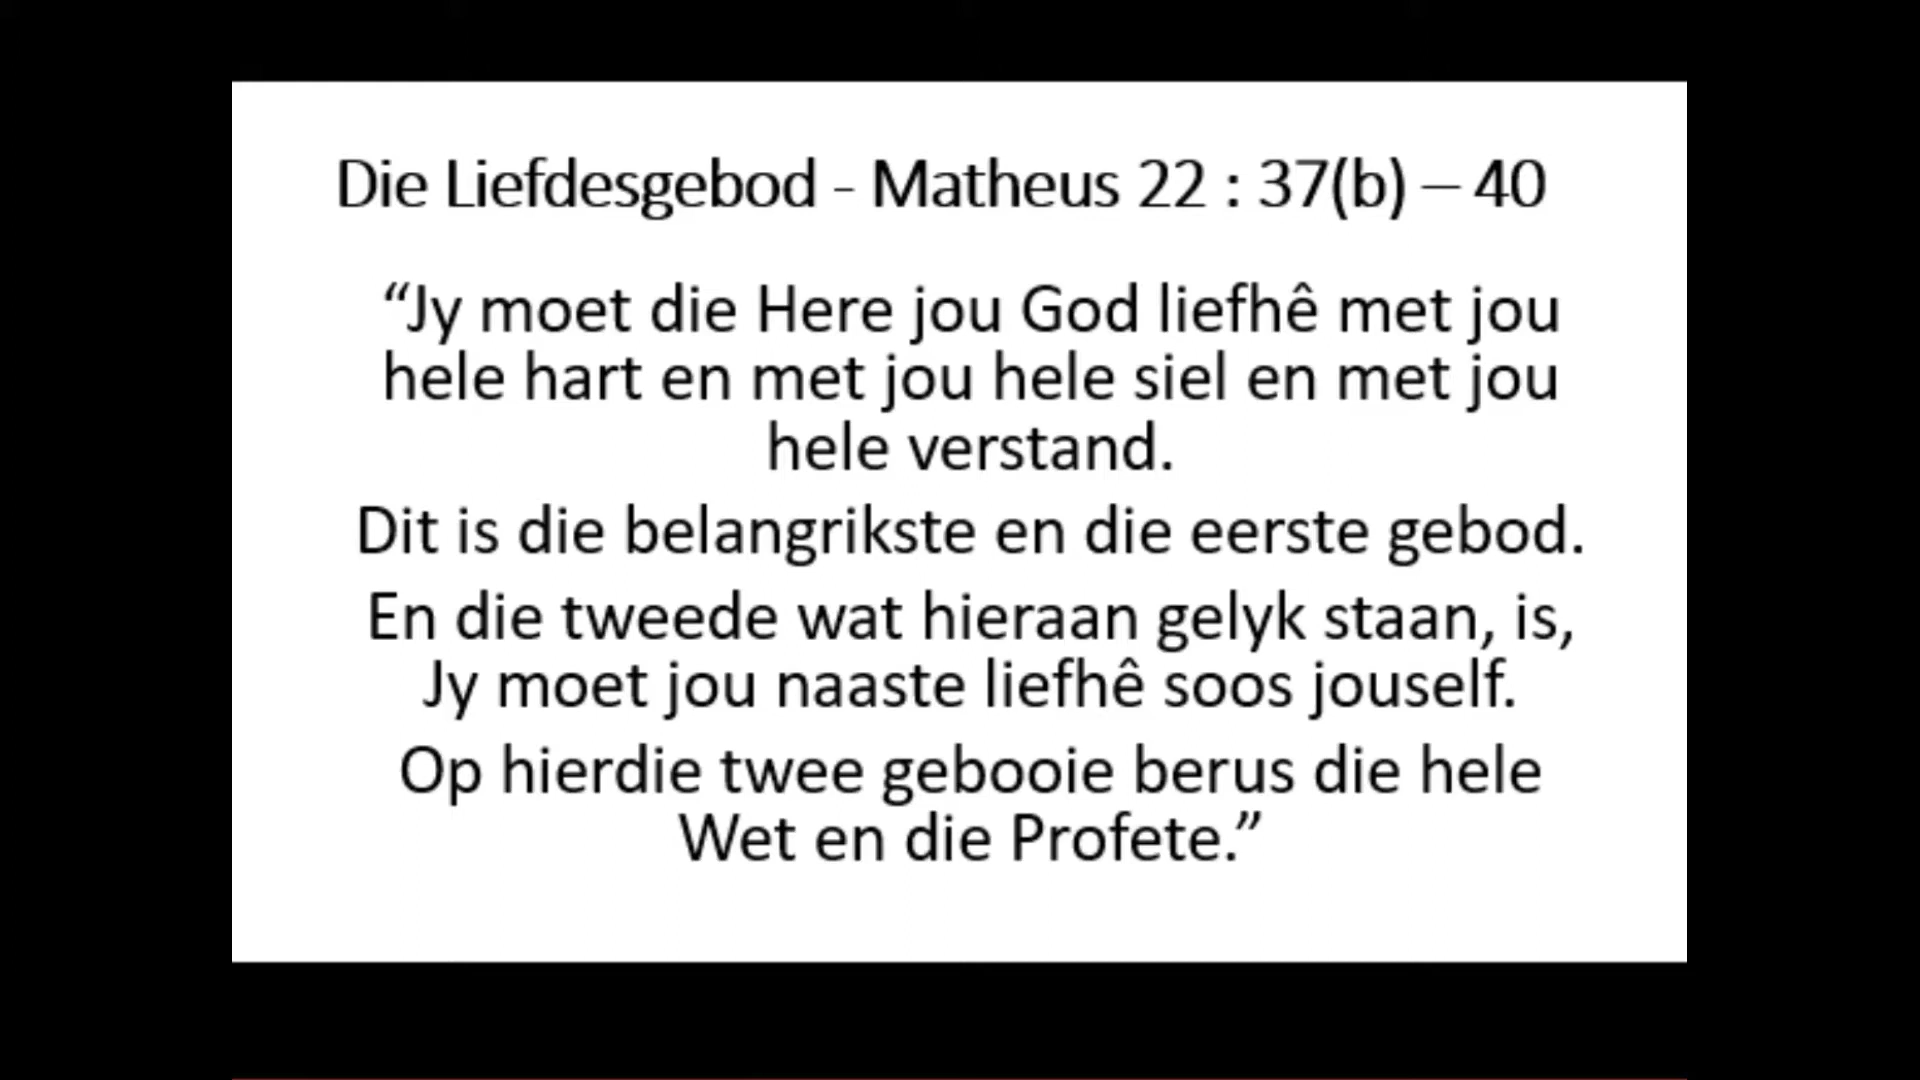 Die Liefdesgebod - Matheus 22 : 37(b) – 40
“Jy moet die Here jou God liefhê met jou
hele hart en met jou hele siel en met jou
hele verstand.
Dit is die belangrikste en die eerste gebod.
En die tweede wat hieraan gelyk staan, is,
Jy moet jou naaste liefhê soos jouself.
Op hierdie twee gebooie berus die hele
Wet en die Profete.”